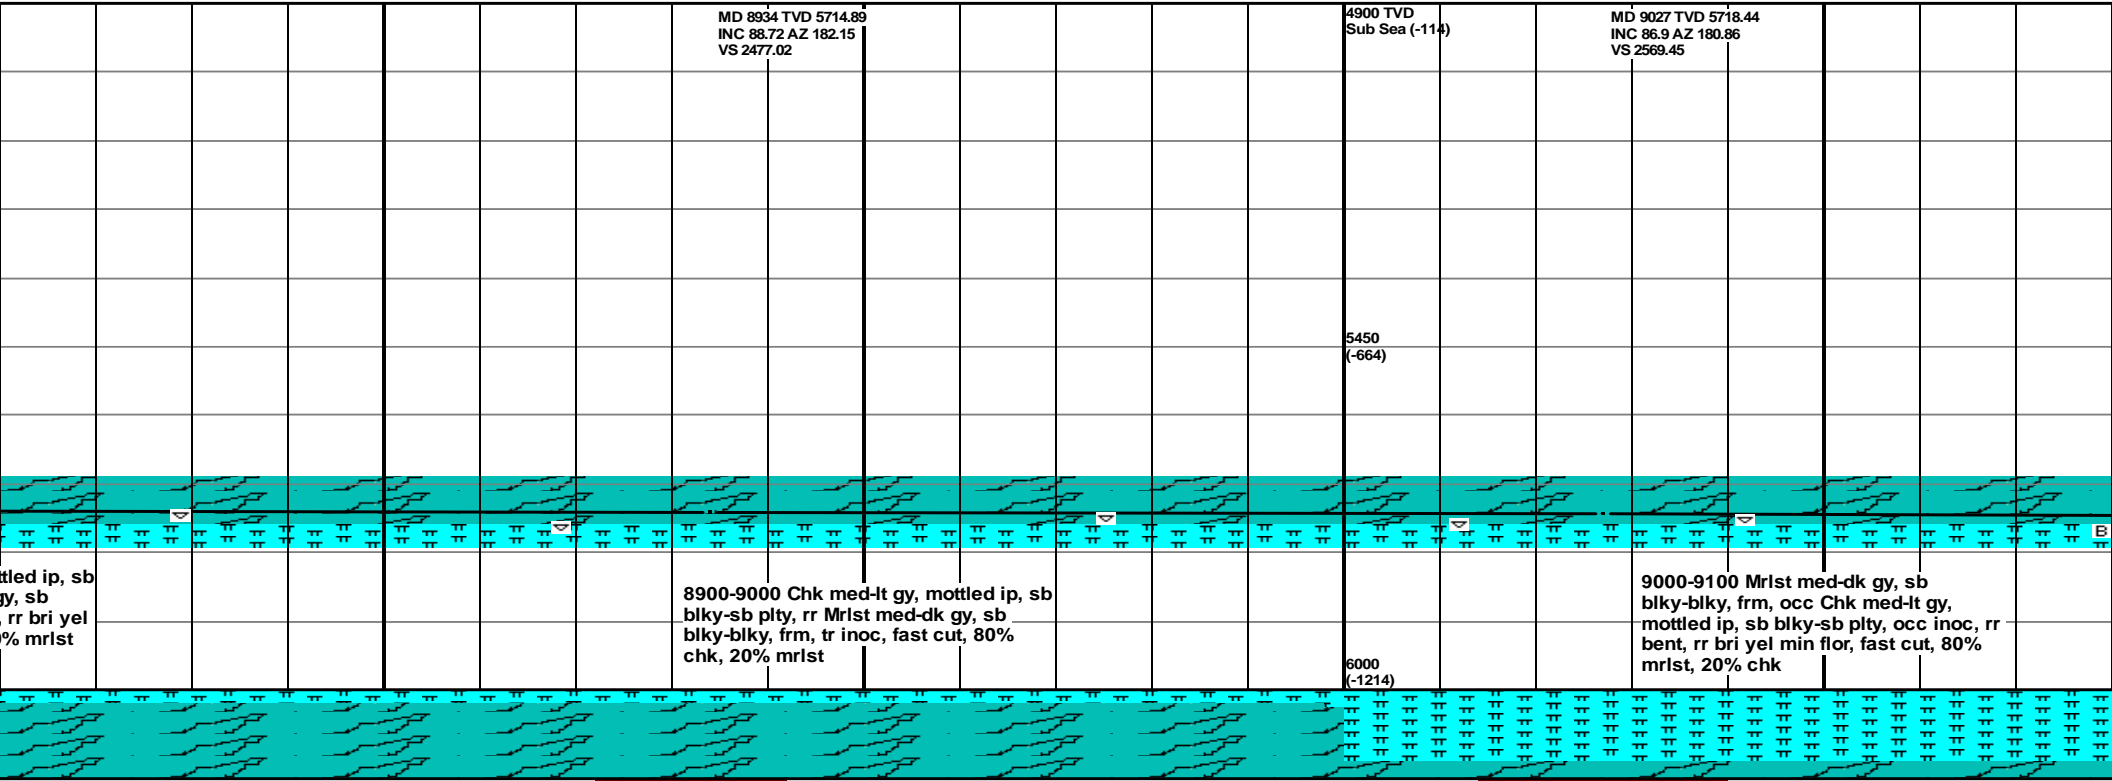 MD 8934 TVD 5714.89
INC 88.72 AZ 182.15
VS 2477.02
4900 TVD
Sub Sea (-114)
MD 9027 TVD 5718.44
INC 86.9 AZ 180.86
VS 2569.45
5450
(-664)
B
ttled ip, sb
gy, sb
, rr bri yel
% mrlst
8900-9000 Chk med-lt gy, mottled ip, sb
blky-sb plty, rr Mrlst med-dk gy, sb
blky-blky, frm, tr inoc, fast cut, 80%
chk, 20% mrlst
9000-9100 Mrlst med-dk gy, sb
blky-blky, frm, occ Chk med-lt gy,
mottled ip, sb blky-sb plty, occ inoc, rr
bent, rr bri yel min flor, fast cut, 80%
mrlst, 20% chk
6000
(-1214)